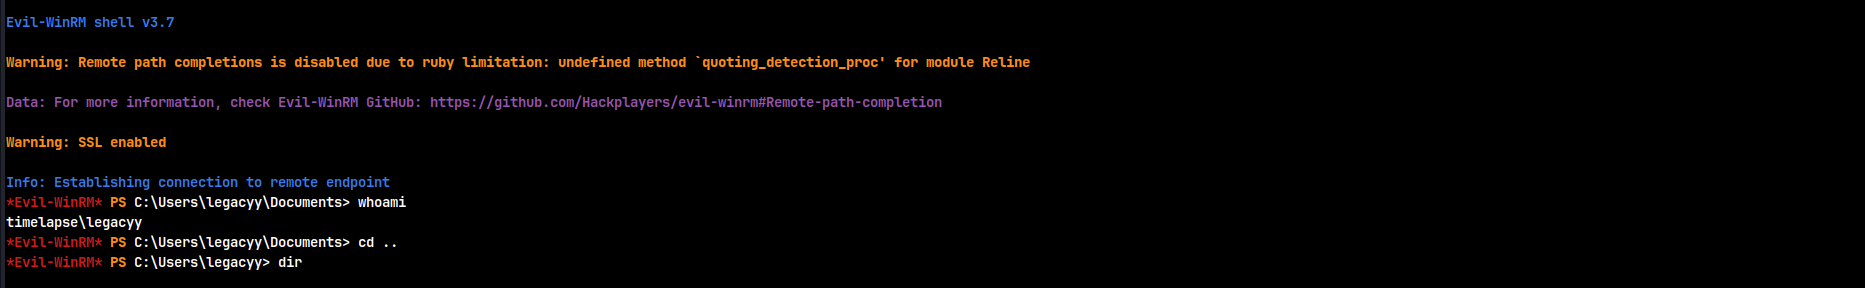 Evil-WinRM shell v3.7
Warning: Remote path completions is disabled due to ruby limitation: undefined method `quoting_detection_proc' for module Reline
Data: For more information, check Evil-WinRM GitHub: https://github.com/Hackplayers/evil-winrm#Remote-path-completion
Warning: SSL enabled
Info: Establishing connection to remote endpoint
*Evil-WinRM* PS C:\Users\legacyy\Documents> whoami
timelapse\legacyy
*Evil-WinRM* PS C:\Users\legacyy\Documents> cd ..
*Evil-WinRM* PS C:\Users\legacyy> dir